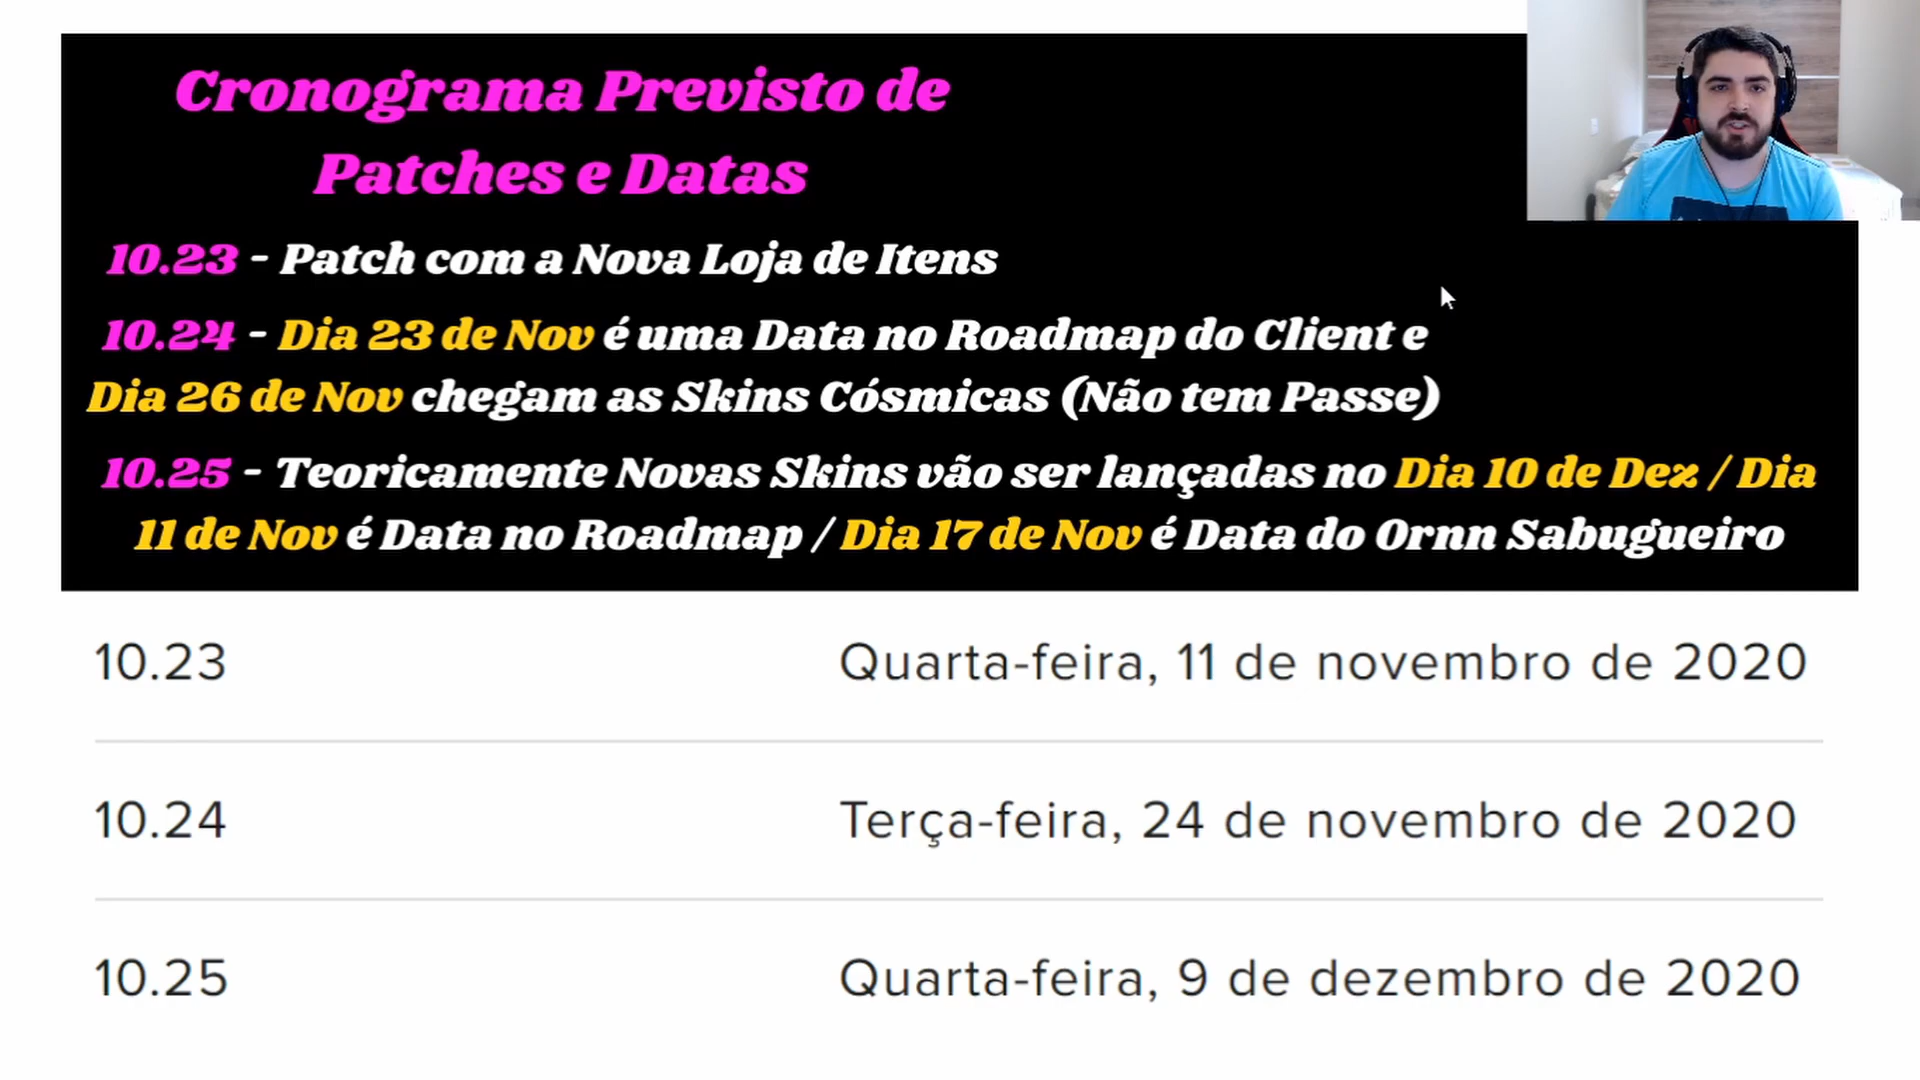 Cronograma Previsto de
Patches e Datas
10.23 - Patch com a Nova Loja de Itens
10.24 - Dia 23 de Nov é uma Data no Roadmap do Client e
Dia 26 de Nov chegam as Skins Cósmicas (Não tem Passe)
10.25 - Teoricamente Novas Skins vão ser lançadas no Dia 10 de Dez / Dia
11 de Nov é Data no Roadmap / Dia 17 de Nov é Data do Ornn Sabugueiro
10.23 Quarta-feira, 11 de novembro de 2020
10.24 Terça-feira, 24 de novembro de 2020
10.25 Quarta-feira, 9 de dezembro de 2020